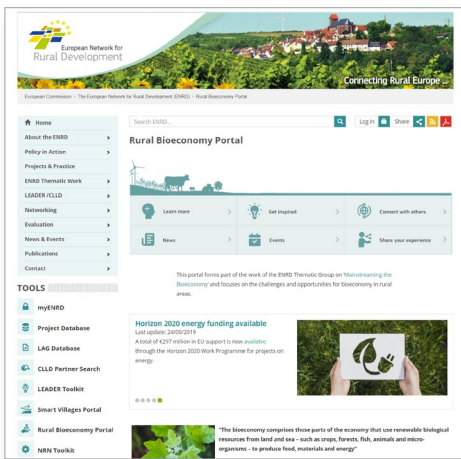 European Network for
Rural Development
Connecting Rural Europe ...
European Commission > The European Network for Rural Development (ENRD) > Rural Bioeconomy Portal
Home
About the ENRD
Policy in Action
Projects & Practice
ENRD Thematic Work
LEADER /CLLD
Networking
Evaluation
News & Events
Publications
Contact
TOOLS
myENRD
Project Database
LAG Database
CLLD Partner Search
LEADER Toolkit
Smart Villages Portal
Rural Bioeconomy Portal
NRN Toolkit
Search ENRD...
Log in
Share
Rural Bioeconomy Portal
Learn more
Get inspired
Connect with others
News
Events
Share your experience
This portal forms part of the work of the ENRD Thematic Group on 'Mainstreaming the
Bioeconomy' and focuses on the challenges and opportunities for bioeconomy in rural
areas.
Horizon 2020 energy funding available
Last update: 24/05/2019
A total of €297 million in EU support is now available
through the Horizon 2020 Work Programme for projects on
energy.
"The bioeconomy comprises those parts of the economy that use renewable biological
resources from land and sea – such as crops, forests, fish, animals and micro-
organisms – to produce food, materials and energy"